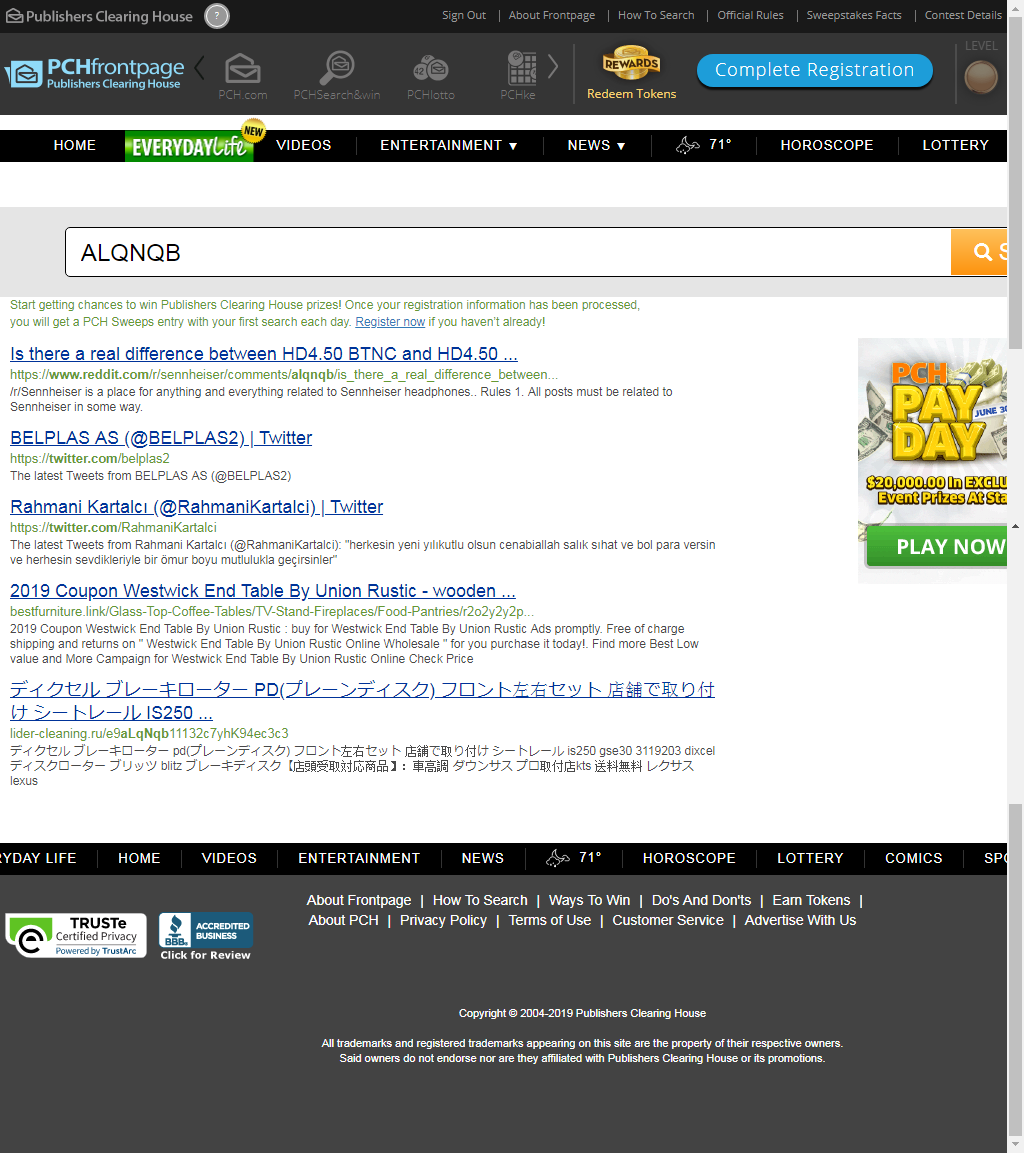 Publishers Clearing House ?
Sign Out | About Frontpage | How To Search | Official Rules | Sweepstakes Facts | Contest Details
LEVEL
PCHfrontpage
Publishers Clearing House
PCH.com PCHSearch&win PCHlotto PCHke
42
REWARDS
Redeem Tokens
Complete Registration
HOME EVERYDAY Life NEW VIDEOS ENTERTAINMENT ▼ NEWS ▼ 71° HOROSCOPE LOTTERY
ALQNQB
S
Start getting chances to win Publishers Clearing House prizes! Once your registration information has been processed,
you will get a PCH Sweeps entry with your first search each day. Register now if you haven't already!
Is there a real difference between HD4.50 BTNC and HD4.50 ...
https://www.reddit.com/r/sennheiser/comments/alqnqb/is_there_a_real_difference_between...
/r/Sennheiser is a place for anything and everything related to Sennheiser headphones.. Rules 1. All posts must be related to
Sennheiser in some way.
BELPLAS AS (@BELPLAS2) | Twitter
https://twitter.com/belplas2
The latest Tweets from BELPLAS AS (@BELPLAS2)
Rahmani Kartalcı (@RahmaniKartalci) | Twitter
https://twitter.com/RahmaniKartalci
The latest Tweets from Rahmani Kartalcı (@RahmaniKartalci): "herkesin yeni yılıkutlu olsun cenabiallah salık sıhat ve bol para versin
ve herhesin sevdikleriyle bir ömur boyu mutlulukla geçirsinler"
2019 Coupon Westwick End Table By Union Rustic - wooden ...
bestfurniture.link/Glass-Top-Coffee-Tables/TV-Stand-Fireplaces/Food-Pantries/r2o2y2y2p...
2019 Coupon Westwick End Table By Union Rustic : buy for Westwick End Table By Union Rustic Ads promptly. Free of charge
shipping and returns on " Westwick End Table By Union Rustic Online Wholesale " for you purchase it today!. Find more Best Low
value and More Campaign for Westwick End Table By Union Rustic Online Check Price
ディクセル ブレーキローター PD(プレーンディスク) フロント左右セット 店舗で取り付
け シートレール IS250 ...
lider-cleaning.ru/e9aLqNqb11132c7yhK94ec3c3
ディクセル ブレーキローター pd(プレーンディスク) フロント左右セット 店舗で取り付け シートレール is250 gse30 3119203 dixcel
ディスクローター ブリッツ blitz ブレーキディスク【店頭受取対応商品】: 車高調 ダウンサス プロ取付店kts 送料無料 レクサス
lexus
PCH
PAY
DAY
JUNE 30
$20,000.00 In EXCLU
Event Prizes At Sta
PLAY NOW
RYDAY LIFE HOME VIDEOS ENTERTAINMENT NEWS 71° HOROSCOPE LOTTERY COMICS SPO
About Frontpage | How To Search | Ways To Win | Do's And Don'ts | Earn Tokens |
About PCH | Privacy Policy | Terms of Use | Customer Service | Advertise With Us
TRUSTe
Certified Privacy
Powered by TrustArc
BBB.
ACCREDITED
BUSINESS
Click for Review
Copyright © 2004-2019 Publishers Clearing House
All trademarks and registered trademarks appearing on this site are the property of their respective owners.
Said owners do not endorse nor are they affiliated with Publishers Clearing House or its promotions.